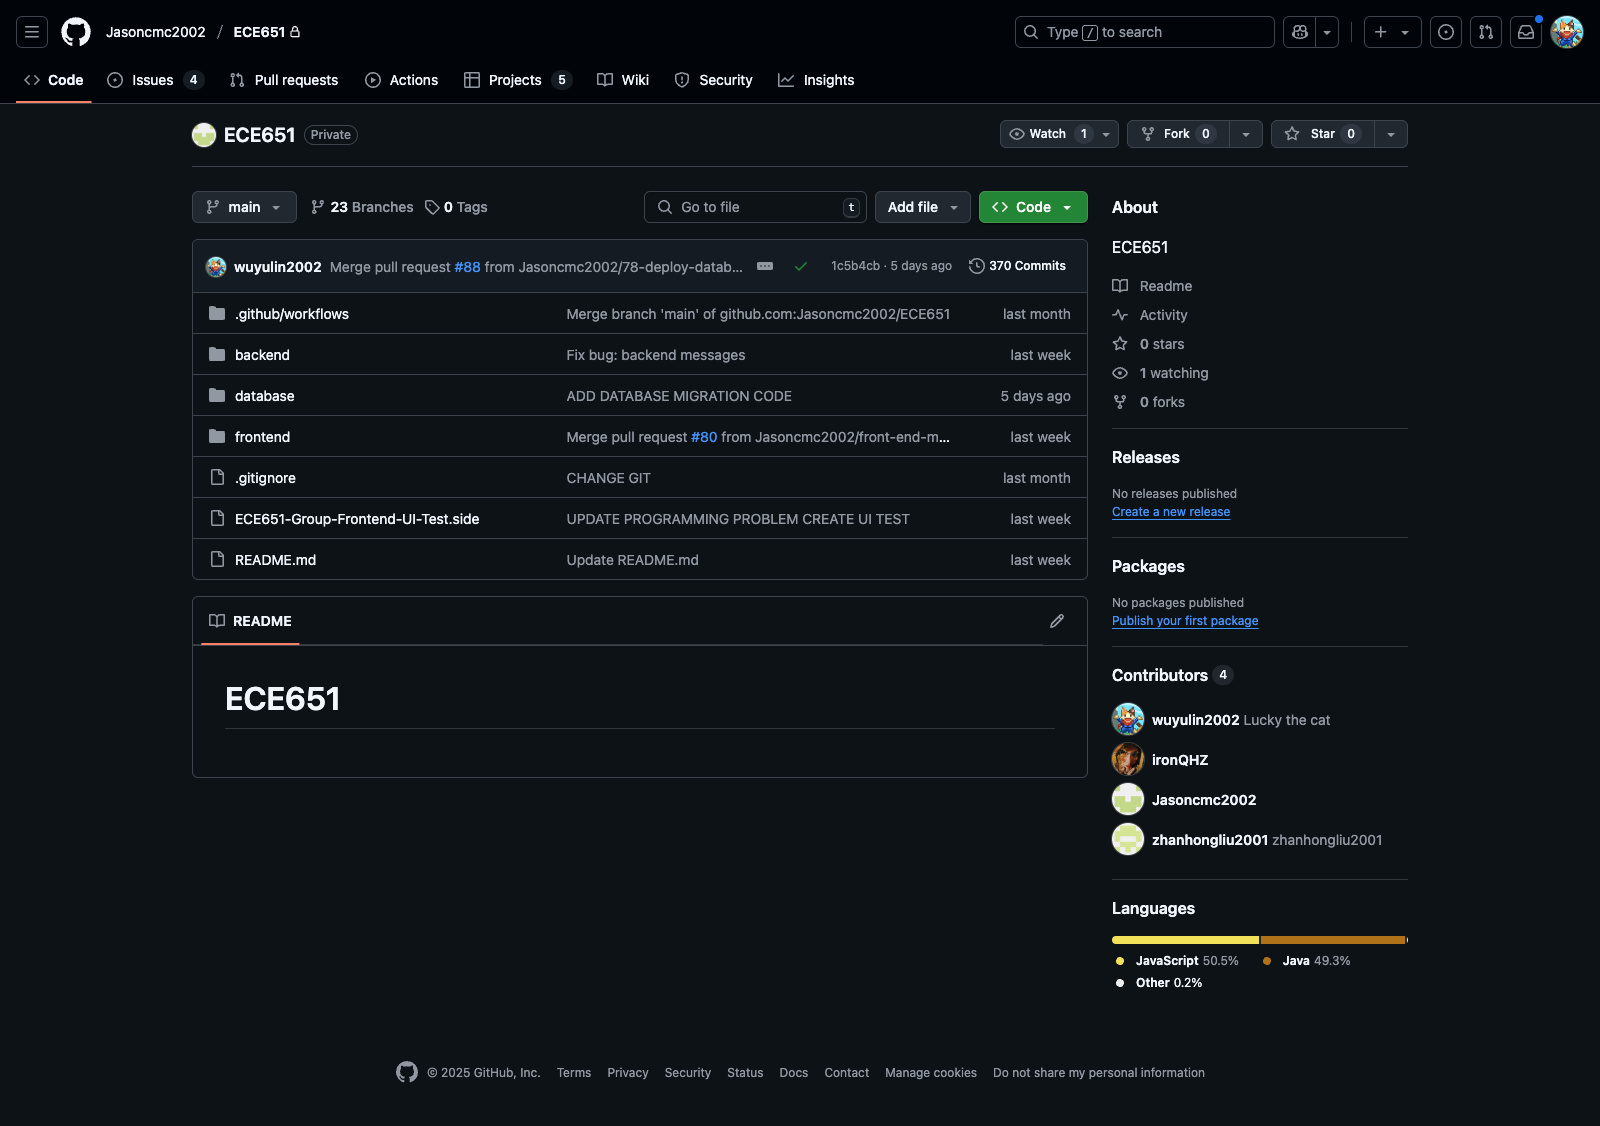 Jasoncmc2002 / ECE651
Type / to search
Code
Issues 4
Pull requests
Actions
Projects 5
Wiki
Security
Insights
ECE651 Private
Watch 1
Fork 0
Star 0
main
23 Branches
0 Tags
Go to file t
Add file
Code
wuyulin2002 Merge pull request #88 from Jasoncmc2002/78-deploy-datab...
1c5b4cb · 5 days ago
370 Commits
.github/workflows Merge branch 'main' of github.com:Jasoncmc2002/ECE651 last month
backend Fix bug: backend messages last week
database ADD DATABASE MIGRATION CODE 5 days ago
frontend Merge pull request #80 from Jasoncmc2002/front-end-m... last week
.gitignore CHANGE GIT last month
ECE651-Group-Frontend-UI-Test.side UPDATE PROGRAMMING PROBLEM CREATE UI TEST last week
README.md Update README.md last week
README
ECE651
About
ECE651
Readme
Activity
0 stars
1 watching
0 forks
Releases
No releases published
Create a new release
Packages
No packages published
Publish your first package
Contributors 4
wuyulin2002 Lucky the cat
ironQHZ
Jasoncmc2002
zhanhongliu2001 zhanhongliu2001
Languages
JavaScript 50.5% Java 49.3%
Other 0.2%
© 2025 GitHub, Inc. Terms Privacy Security Status Docs Contact Manage cookies Do not share my personal information